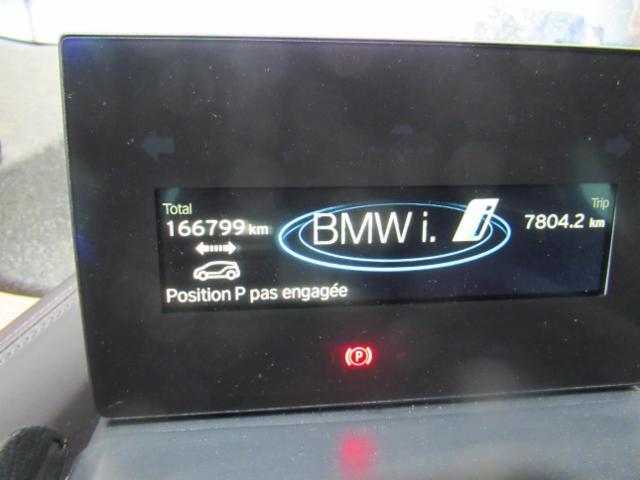 Total
166799 km
BMW i.
i
Trip
7804.2 km
Position P pas engagée
P